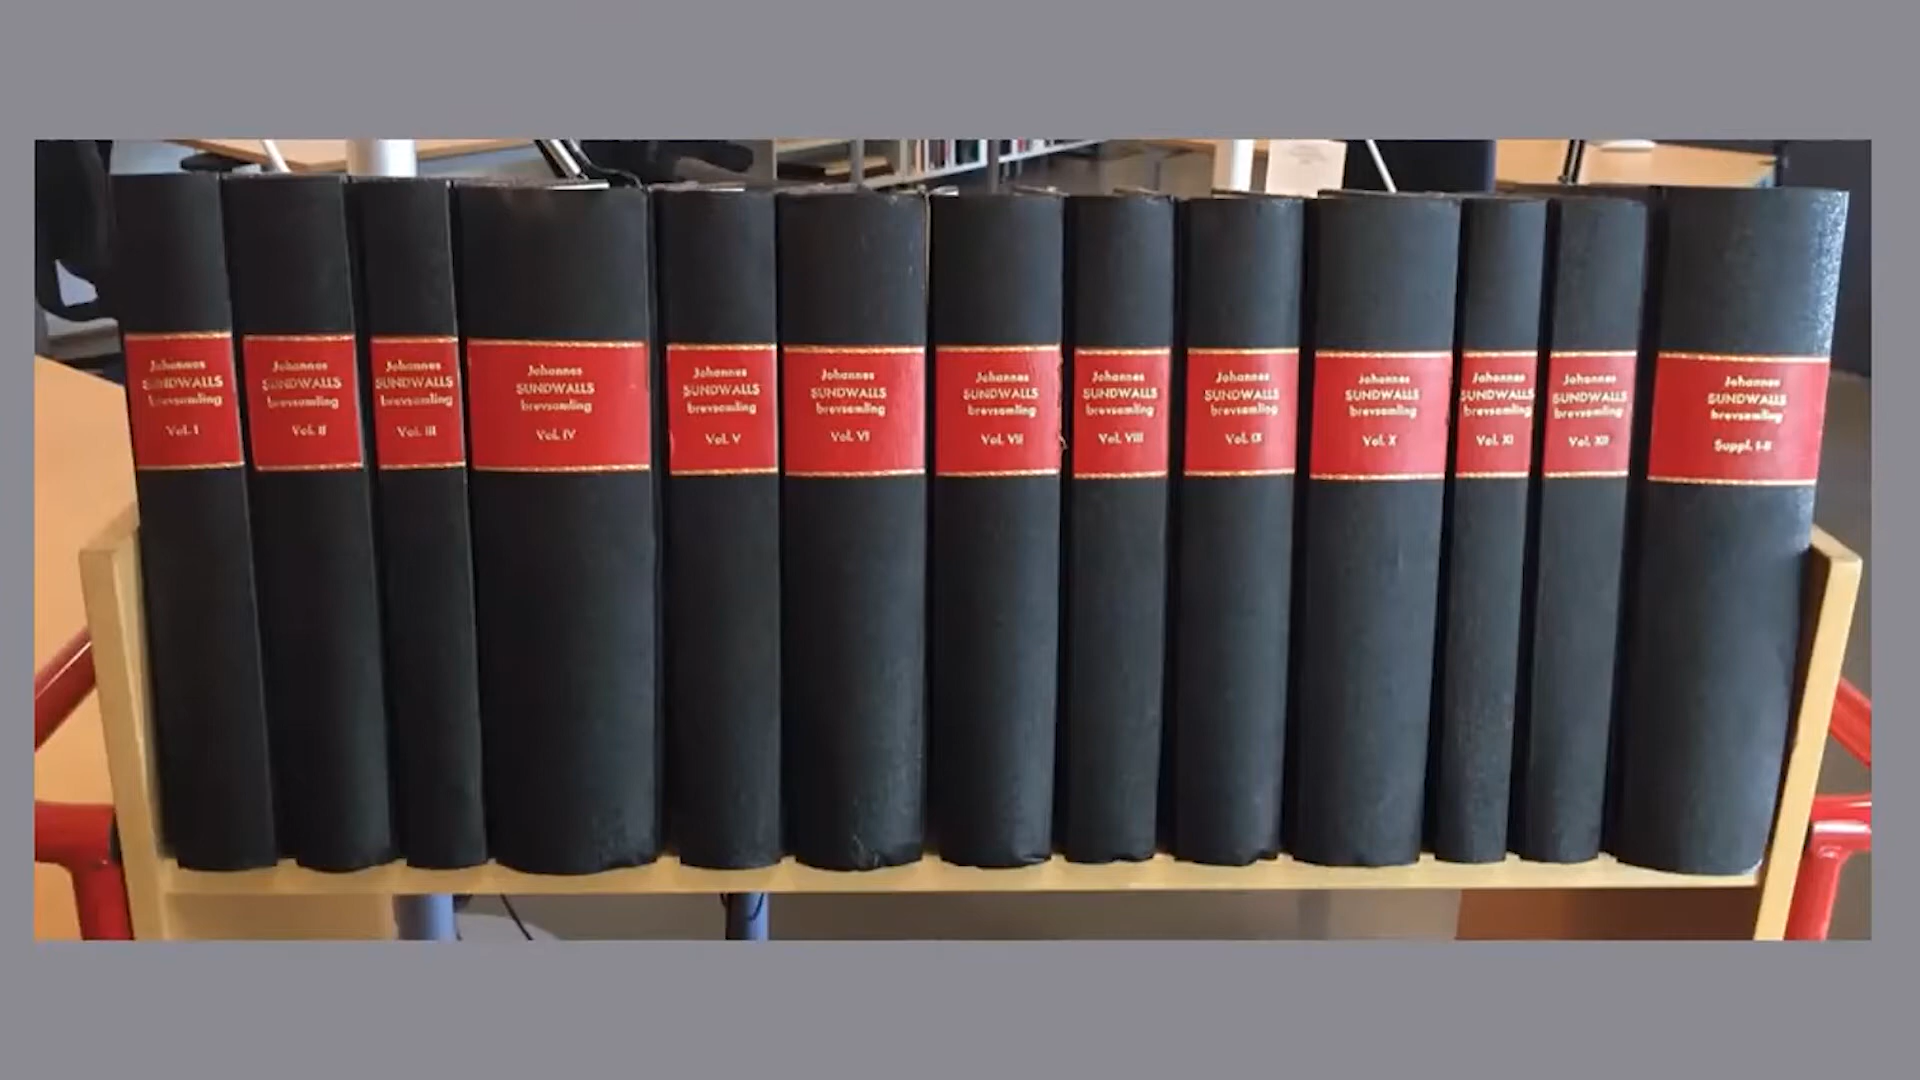 Johannes
SUNDWALLS
brevsamling
Vol. I
Johannes
SUNDWALLS
brevsamling
Vol. II
Johannes
SUNDWALLS
brevsamling
Vol. III
Johannes
SUNDWALLS
brevsamling
Vol. IV
Johannes
SUNDWALLS
brevsamling
Vol. V
Johannes
SUNDWALLS
brevsamling
Vol. VI
Johannes
SUNDWALLS
brevsamling
Vol. VII
Johannes
SUNDWALLS
brevsamling
Vol. VIII
Johannes
SUNDWALLS
brevsamling
Vol. IX
Johannes
SUNDWALLS
brevsamling
Vol. X
Johannes
SUNDWALLS
brevsamling
Vol. XI
Johannes
SUNDWALLS
brevsamling
Vol. XII
Johannes
SUNDWALLS
brevsamling
Suppl. I-II